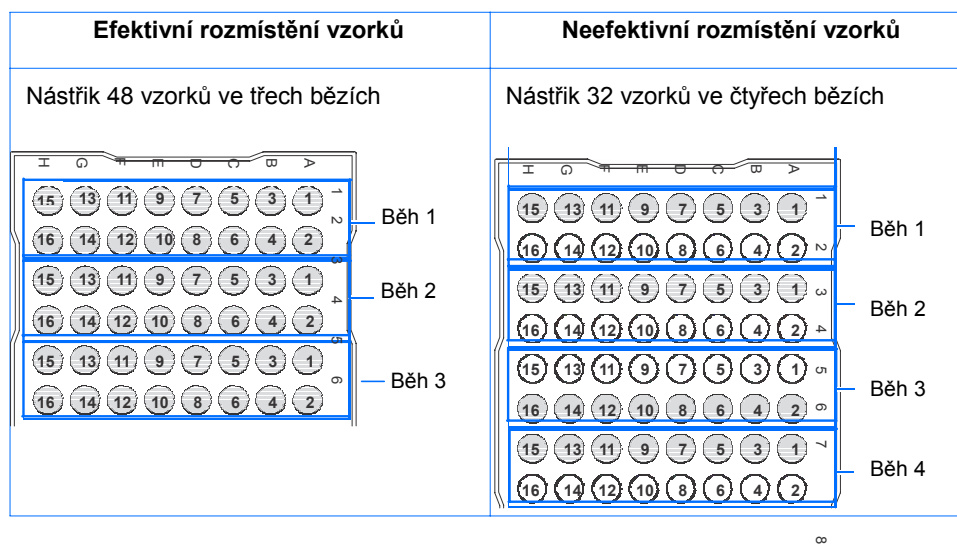 Efektivní rozmístění vzorků
Neefektivní rozmístění vzorků
Nástřik 48 vzorků ve třech bězích
Nástřik 32 vzorků ve čtyřech bězích
H G F E D C B A
15 13 11 9 7 5 3 1 1
Běh 1
16 14 12 10 8 6 4 2 2
15 13 11 9 7 5 3 1 3
Běh 2
16 14 12 10 8 6 4 2 4
15 13 11 9 7 5 3 1 5
Běh 3
16 14 12 10 8 6 4 2 6
H G F E D C B A
15 13 11 9 7 5 3 1 1
Běh 1
16 14 12 10 8 6 4 2 2
15 13 11 9 7 5 3 1 3
Běh 2
16 14 12 10 8 6 4 2 4
15 13 11 9 7 5 3 1 5
Běh 3
16 14 12 10 8 6 4 2 6
15 13 11 9 7 5 3 1 7
Běh 4
16 14 12 10 8 6 4 2
8